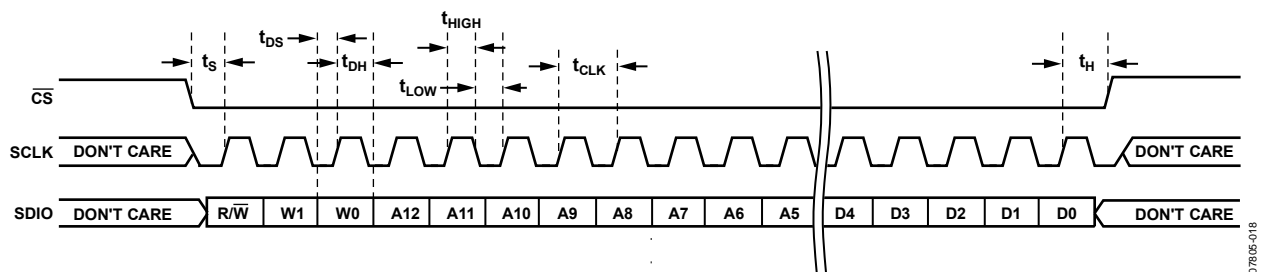 tHIGH
tDS
tS
tDH
tCLK
tH
tLOW
C̅S̅
SCLK DON'T CARE DON'T CARE
SDIO DON'T CARE R/W̅ W1 W0 A12 A11 A10 A9 A8 A7 A6 A5 D4 D3 D2 D1 D0 DON'T CARE
07805-018